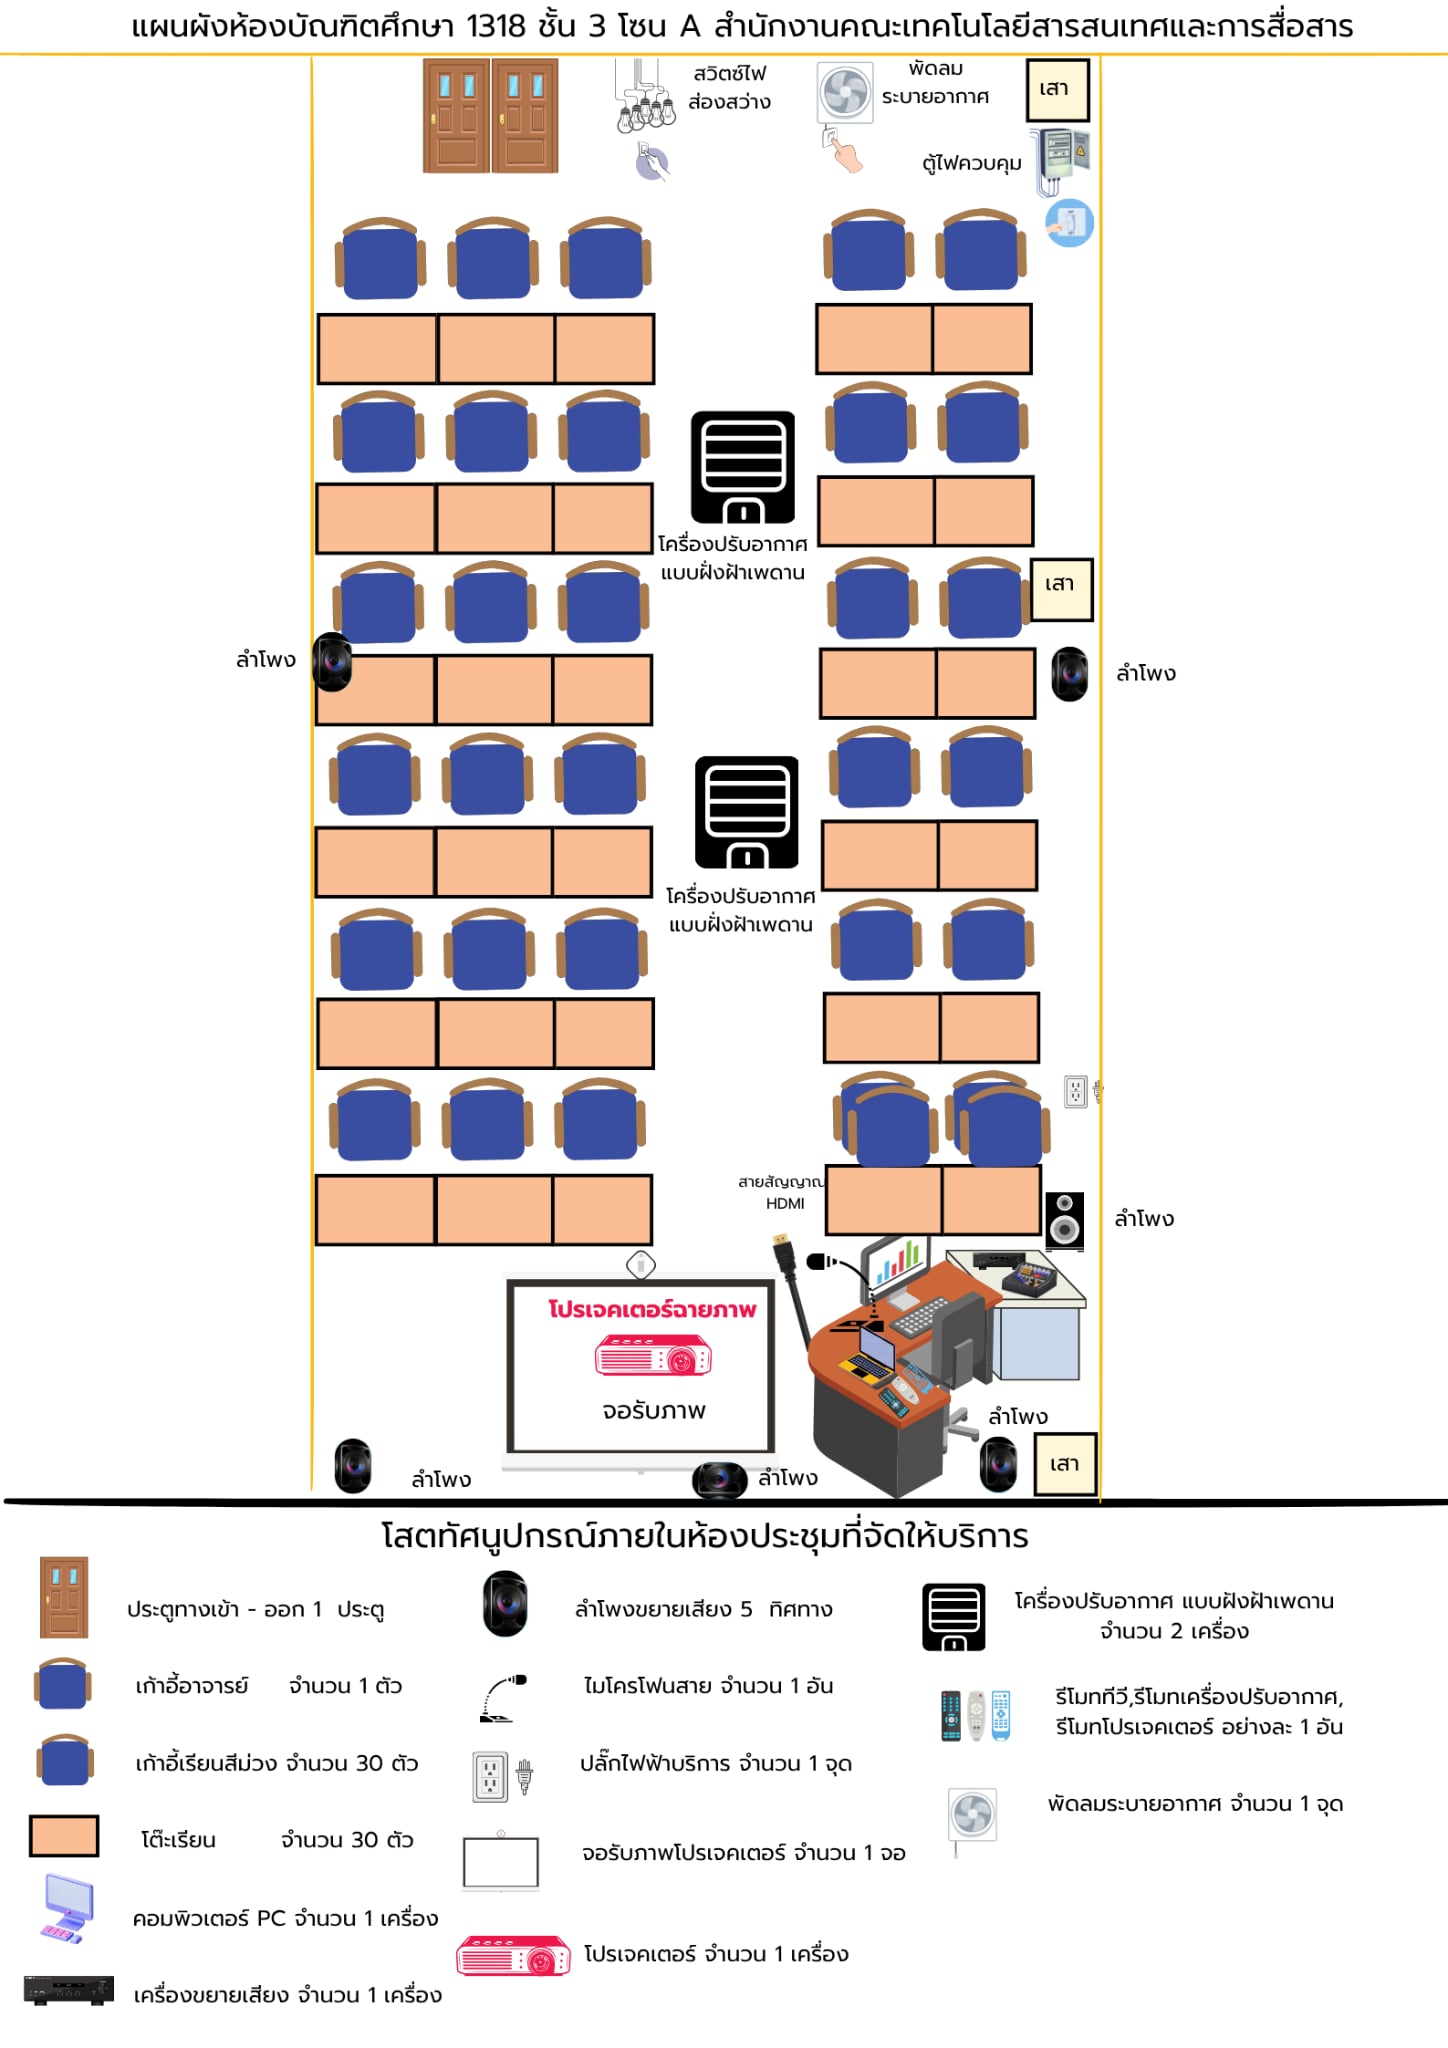 แผนผังห้องบัณฑิตศึกษา 1318 ชั้น 3 โซน A สำนักงานคณะเทคโนโลยีสารสนเทศและการสื่อสาร
สวิตซ์ไฟ
ส่องสว่าง
พัดลม
ระบายอากาศ
เสา
ตู้ไฟควบคุม
โครื่องปรับอากาศ
แบบฝั่งฝ้าเพดาน
เสา
ลำโพง
ลำโพง
โครื่องปรับอากาศ
แบบฝั่งฝ้าเพดาน
สายสัญญาณ
HDMI
ลำโพง
โปรเจคเตอร์ฉายภาพ
จอรับภาพ
ลำโพง
เสา
ลำโพง
ลำโพง
โสตทัศนูปกรณ์ภายในห้องประชุมที่จัดให้บริการ
ประตูทางเข้า - ออก 1 ประตู
เก้าอี้อาจารย์ จำนวน 1 ตัว
เก้าอี้เรียนสีม่วง จำนวน 30 ตัว
โต๊ะเรียน จำนวน 30 ตัว
คอมพิวเตอร์ PC จำนวน 1 เครื่อง
เครื่องขยายเสียง จำนวน 1 เครื่อง
ลำโพงขยายเสียง 5 ทิศทาง
ไมโครโฟนสาย จำนวน 1 อัน
ปลั๊กไฟฟ้าบริการ จำนวน 1 จุด
จอรับภาพโปรเจคเตอร์ จำนวน 1 จอ
โปรเจคเตอร์ จำนวน 1 เครื่อง
โครื่องปรับอากาศ แบบฝังฝ้าเพดาน
จำนวน 2 เครื่อง
รีโมททีวี,รีโมทเครื่องปรับอากาศ,
รีโมทโปรเจคเตอร์ อย่างละ 1 อัน
พัดลมระบายอากาศ จำนวน 1 จุด